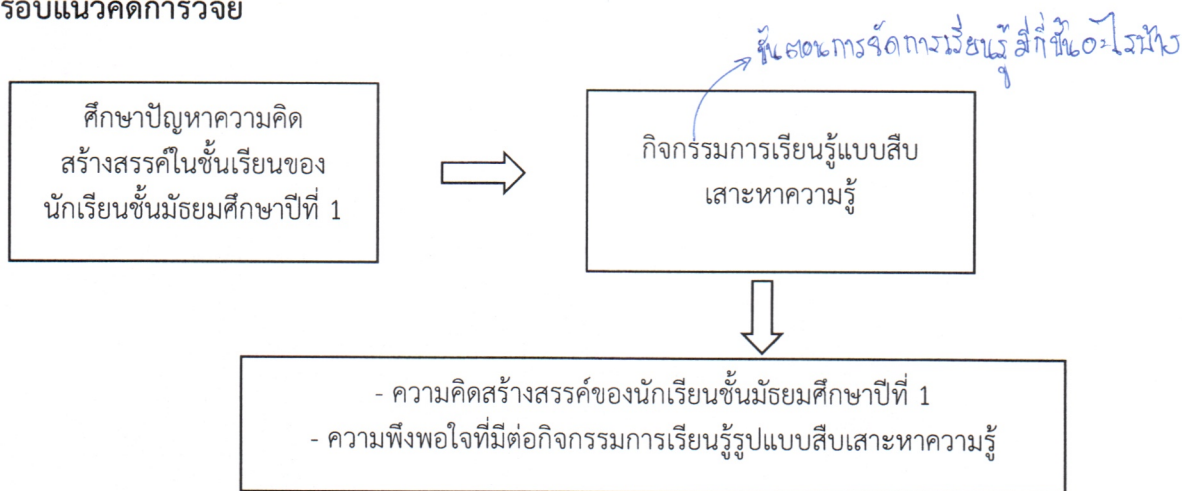 รอบแนวคิดการวิจัย
ขั้นตอนการจัดการเรียนรู้ มีกี่ขั้นอะไรบ้าง
ศึกษาปัญหาความคิด
สร้างสรรค์ในชั้นเรียนของ
นักเรียนชั้นมัธยมศึกษาปีที่ 1
กิจกรรมการเรียนรู้แบบสืบ
เสาะหาความรู้
- ความคิดสร้างสรรค์ของนักเรียนชั้นมัธยมศึกษาปีที่ 1
- ความพึงพอใจที่มีต่อกิจกรรมการเรียนรู้รูปแบบสืบเสาะหาความรู้